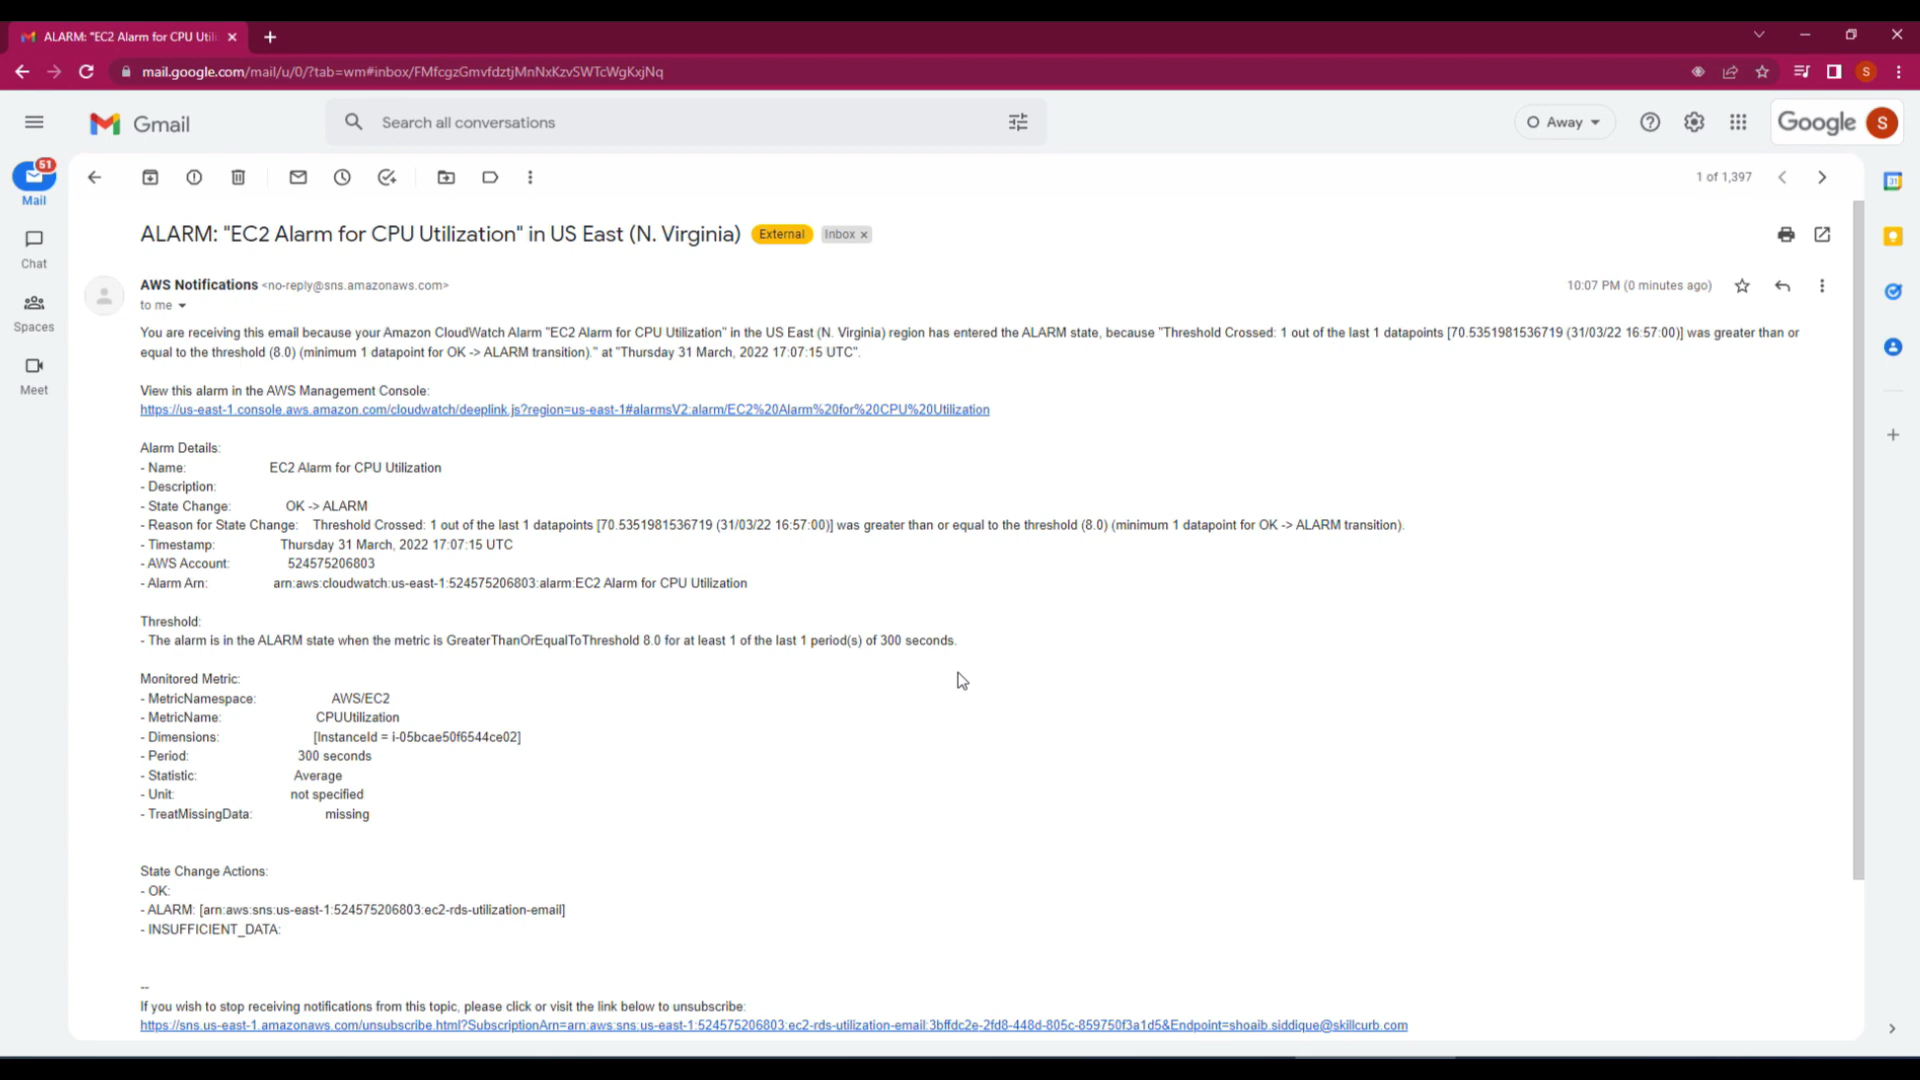 ALARM: "EC2 Alarm for CPU Util
mail.google.com/mail/u/0/?tab=wm#inbox/FMfcgzGmvfdztjMnNxKzvSWTcWgKxjNq
S
Gmail
Search all conversations
Away
Google
S
51
Mail
Chat
Spaces
Meet
1 of 1,397
31
ALARM: "EC2 Alarm for CPU Utilization" in US East (N. Virginia) External Inbox
AWS Notifications <no-reply@sns.amazonaws.com>
10:07 PM (0 minutes ago)
to me
You are receiving this email because your Amazon CloudWatch Alarm "EC2 Alarm for CPU Utilization" in the US East (N. Virginia) region has entered the ALARM state, because "Threshold Crossed: 1 out of the last 1 datapoints [70.5351981536719 (31/03/22 16:57:00)] was greater than or
equal to the threshold (8.0) (minimum 1 datapoint for OK -> ALARM transition)." at "Thursday 31 March, 2022 17:07:15 UTC".
View this alarm in the AWS Management Console:
https://us-east-1.console.aws.amazon.com/cloudwatch/deeplink.js?region=us-east-1#alarmsV2:alarm/EC2%20Alarm%20for%20CPU%20Utilization
Alarm Details:
- Name: EC2 Alarm for CPU Utilization
- Description:
- State Change: OK -> ALARM
- Reason for State Change: Threshold Crossed: 1 out of the last 1 datapoints [70.5351981536719 (31/03/22 16:57:00)] was greater than or equal to the threshold (8.0) (minimum 1 datapoint for OK -> ALARM transition).
- Timestamp: Thursday 31 March, 2022 17:07:15 UTC
- AWS Account: 524575206803
- Alarm Arn: arn:aws:cloudwatch:us-east-1:524575206803:alarm:EC2 Alarm for CPU Utilization
Threshold:
- The alarm is in the ALARM state when the metric is GreaterThanOrEqualToThreshold 8.0 for at least 1 of the last 1 period(s) of 300 seconds.
Monitored Metric:
- MetricNamespace: AWS/EC2
- MetricName: CPUUtilization
- Dimensions: [InstanceId = i-05bcae50f6544ce02]
- Period: 300 seconds
- Statistic: Average
- Unit: not specified
- TreatMissingData: missing
State Change Actions:
- OK:
- ALARM: [arn:aws:sns:us-east-1:524575206803:ec2-rds-utilization-email]
- INSUFFICIENT_DATA:
--
If you wish to stop receiving notifications from this topic, please click or visit the link below to unsubscribe:
https://sns.us-east-1.amazonaws.com/unsubscribe.html?SubscriptionArn=arn:aws:sns:us-east-1:524575206803:ec2-rds-utilization-email:3bffdc2e-2fd8-448d-805c-859750f3a1d5&Endpoint=shoaib.siddique@skillcurb.com